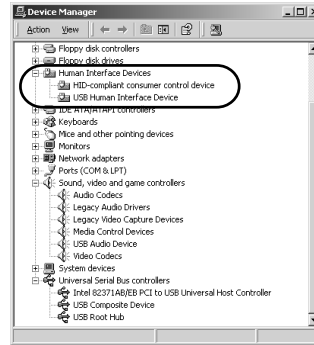 Device Manager
Action View
Floppy disk controllers
Floppy disk drives
Human Interface Devices
HID-compliant consumer control device
USB Human Interface Device
IDE ATA/ATAPI controllers
Keyboards
Mice and other pointing devices
Monitors
Network adapters
Ports (COM & LPT)
Sound, video and game controllers
Audio Codecs
Legacy Audio Drivers
Legacy Video Capture Devices
Media Control Devices
USB Audio Device
Video Codecs
System devices
Universal Serial Bus controllers
Intel 82371AB/EB PCI to USB Universal Host Controller
USB Composite Device
USB Root Hub